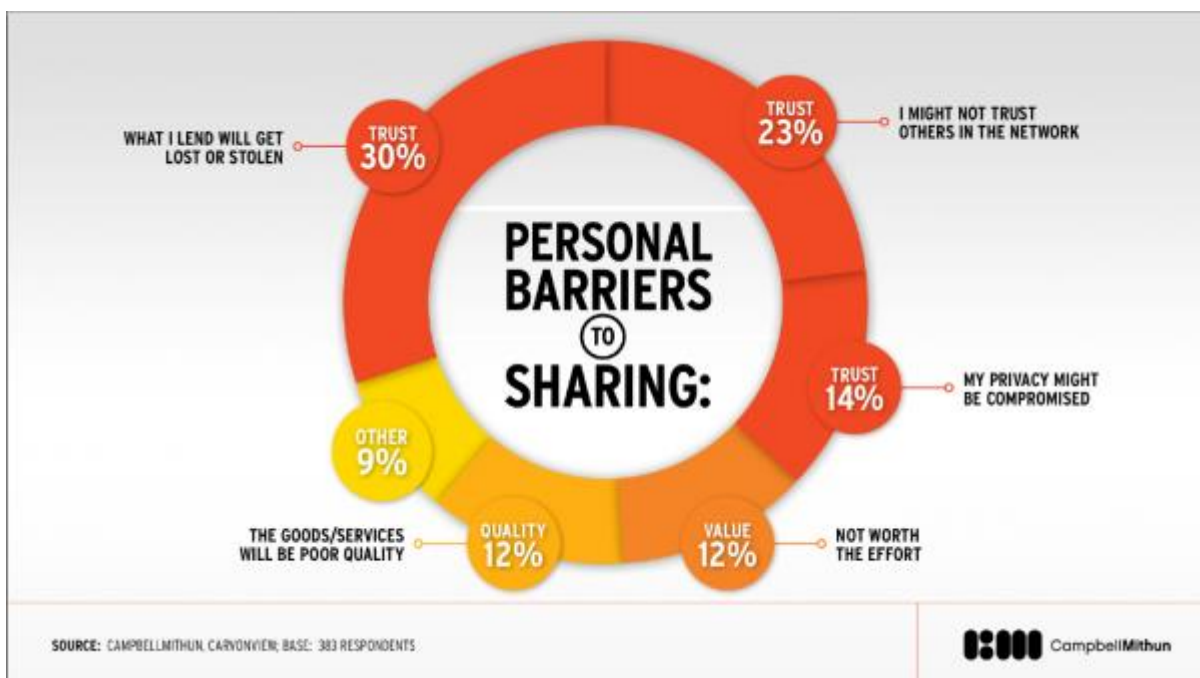 TRUST
30%
WHAT I LEND WILL GET
LOST OR STOLEN
TRUST
23%
I MIGHT NOT TRUST
OTHERS IN THE NETWORK
PERSONAL
BARRIERS
TO
SHARING:
TRUST
14%
MY PRIVACY MIGHT
BE COMPROMISED
OTHER
9%
QUALITY
12%
THE GOODS/SERVICES
WILL BE POOR QUALITY
VALUE
12%
NOT WORTH
THE EFFORT
SOURCE: CAMPBELLMITHUN, CARVONVIEW; BASE: 383 RESPONDENTS
CampbellMithun